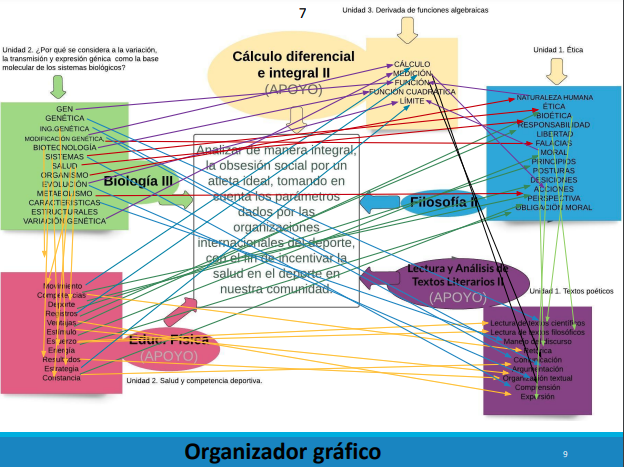 7
Unidad 3. Derivada de funciones algebraicas
Unidad 2. ¿Por qué se considera a la variación,
la transmisión y expresión génica como la base
molecular de los sistemas biológicos?
Cálculo diferencial
e integral II
(APOYO)
CÁLCULO
MEDICIÓN
FUNCIÓN
FUNCIÓN CUADRÁTICA
LÍMITE
Unidad 1. Ética
GEN
GENÉTICA
ING.GENÉTICA
MODIFICACIÓN GENÉTICA
BIOTECNOLOGÍA
SISTEMAS
SALUD
ORGANISMO
EVOLUCIÓN
METABOLISMO
CARACTERÍSTICAS
ESTRUCTURALES
VARIACIÓN GENÉTICA
Biología III
Analizar de manera integral,
la obsesión social por un
atleta ideal, tomando en
cuenta los parámetros
dados por las
organizaciones
internacionales del deporte,
con el fin de incentivar la
salud en el deporte en
nuestra comunidad.
NATURALEZA HUMANA
ÉTICA
BIOÉTICA
RESPONSABILIDAD
LIBERTAD
FALACIAS
MORAL
PRINCIPIOS
POSTURAS
DESICIONES
ACCIONES
PERSPECTIVA
OBLIGACIÓN MORAL
Filosofía II
Lectura y Análisis de
Textos Literarios II
(APOYO)
Unidad 1. Textos poéticos
Movimiento
Competencias
Deporte
Registros
Ventajas
Estímulo
Esfuerzo
Energía
Resultados
Estrategia
Constancia
Educ. Física
(APOYO)
Unidad 2. Salud y competencia deportiva.
Lectura de textos científicos
Lectura de textos filosóficos
Manejo del discurso
Retórica
Comunicación
Argumentación
Organización textual
Comprensión
Expresión
Organizador gráfico
9